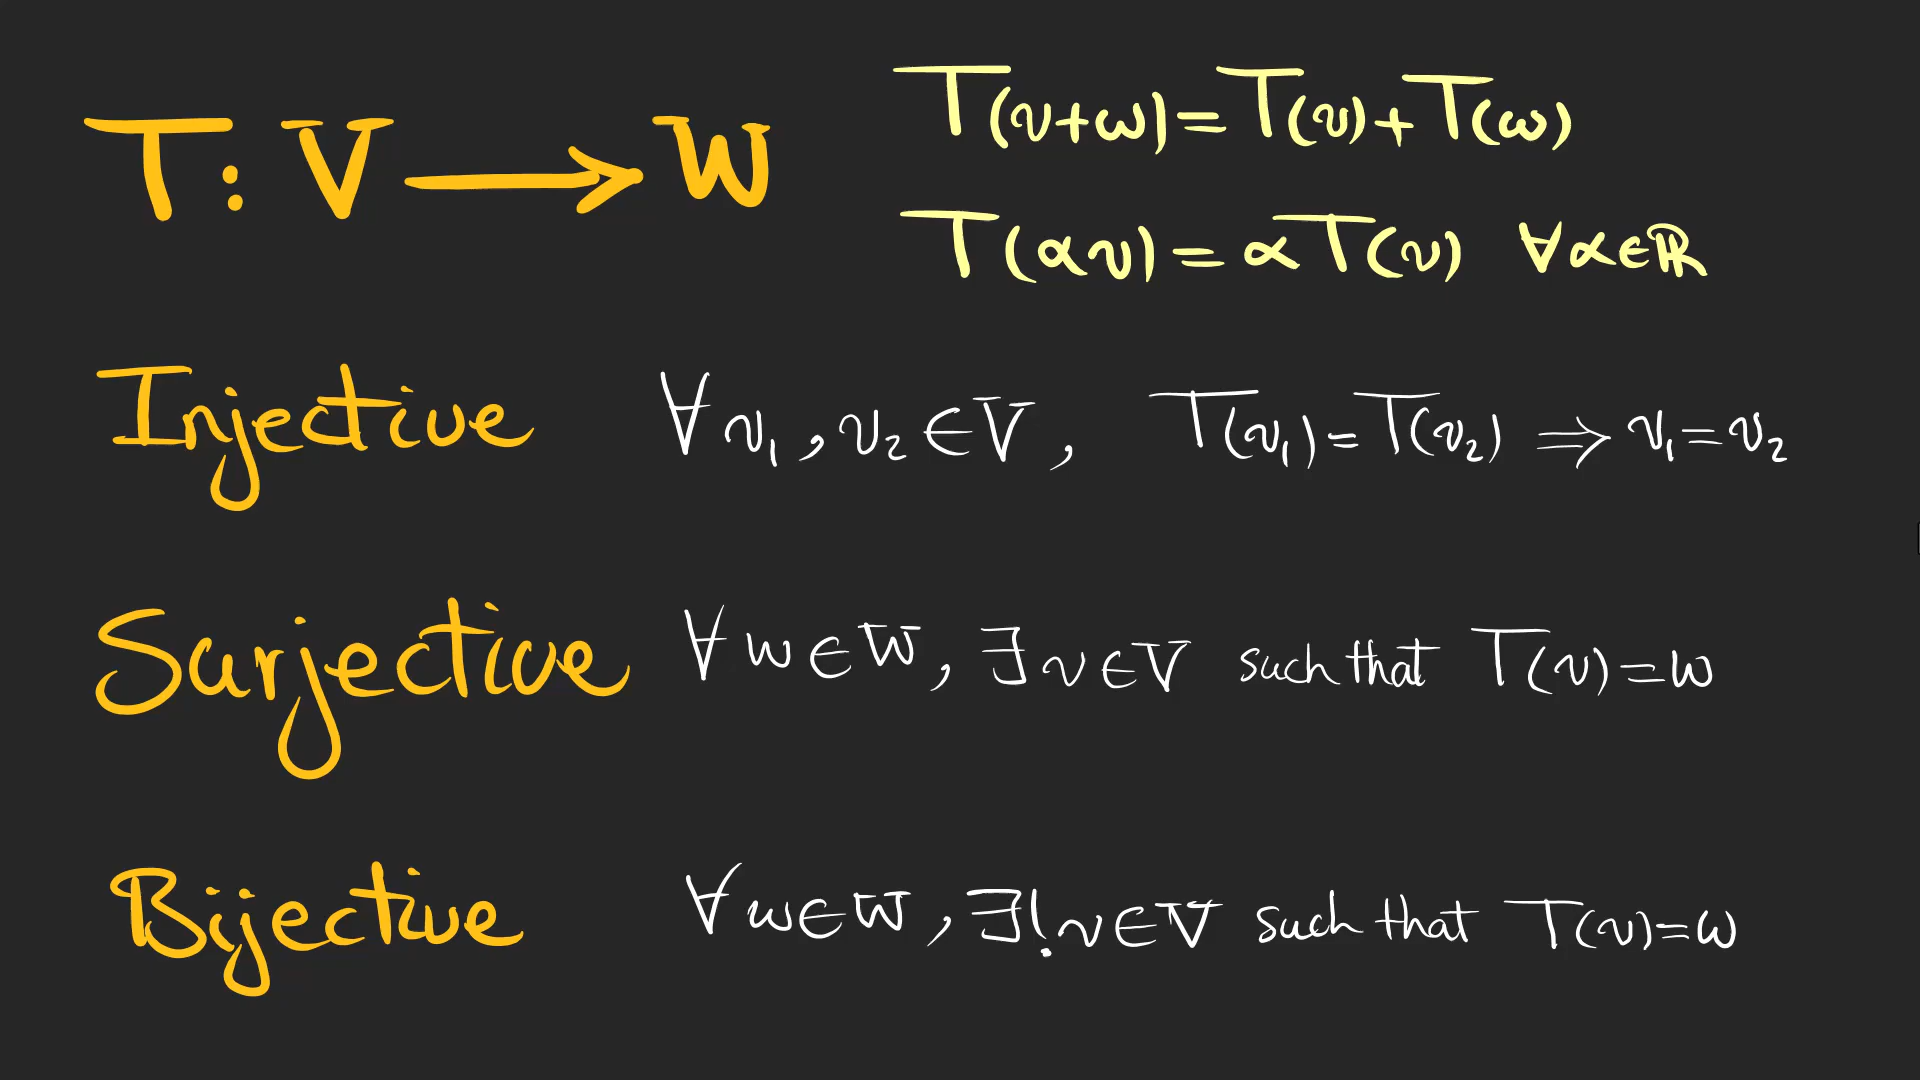 T: V ⟶ W
T(v+w)=T(v)+T(w)
T(αv)=αT(v) ∀α∈ℝ
Injective ∀ v₁, v₂ ∈ V, T(v₁)=T(v₂) ⇒ v₁=v₂
Surjective ∀ w ∈ W, ∃ v ∈ V such that T(v)=w
Bijective ∀ w ∈ W, ∃! v ∈ V such that T(v)=w